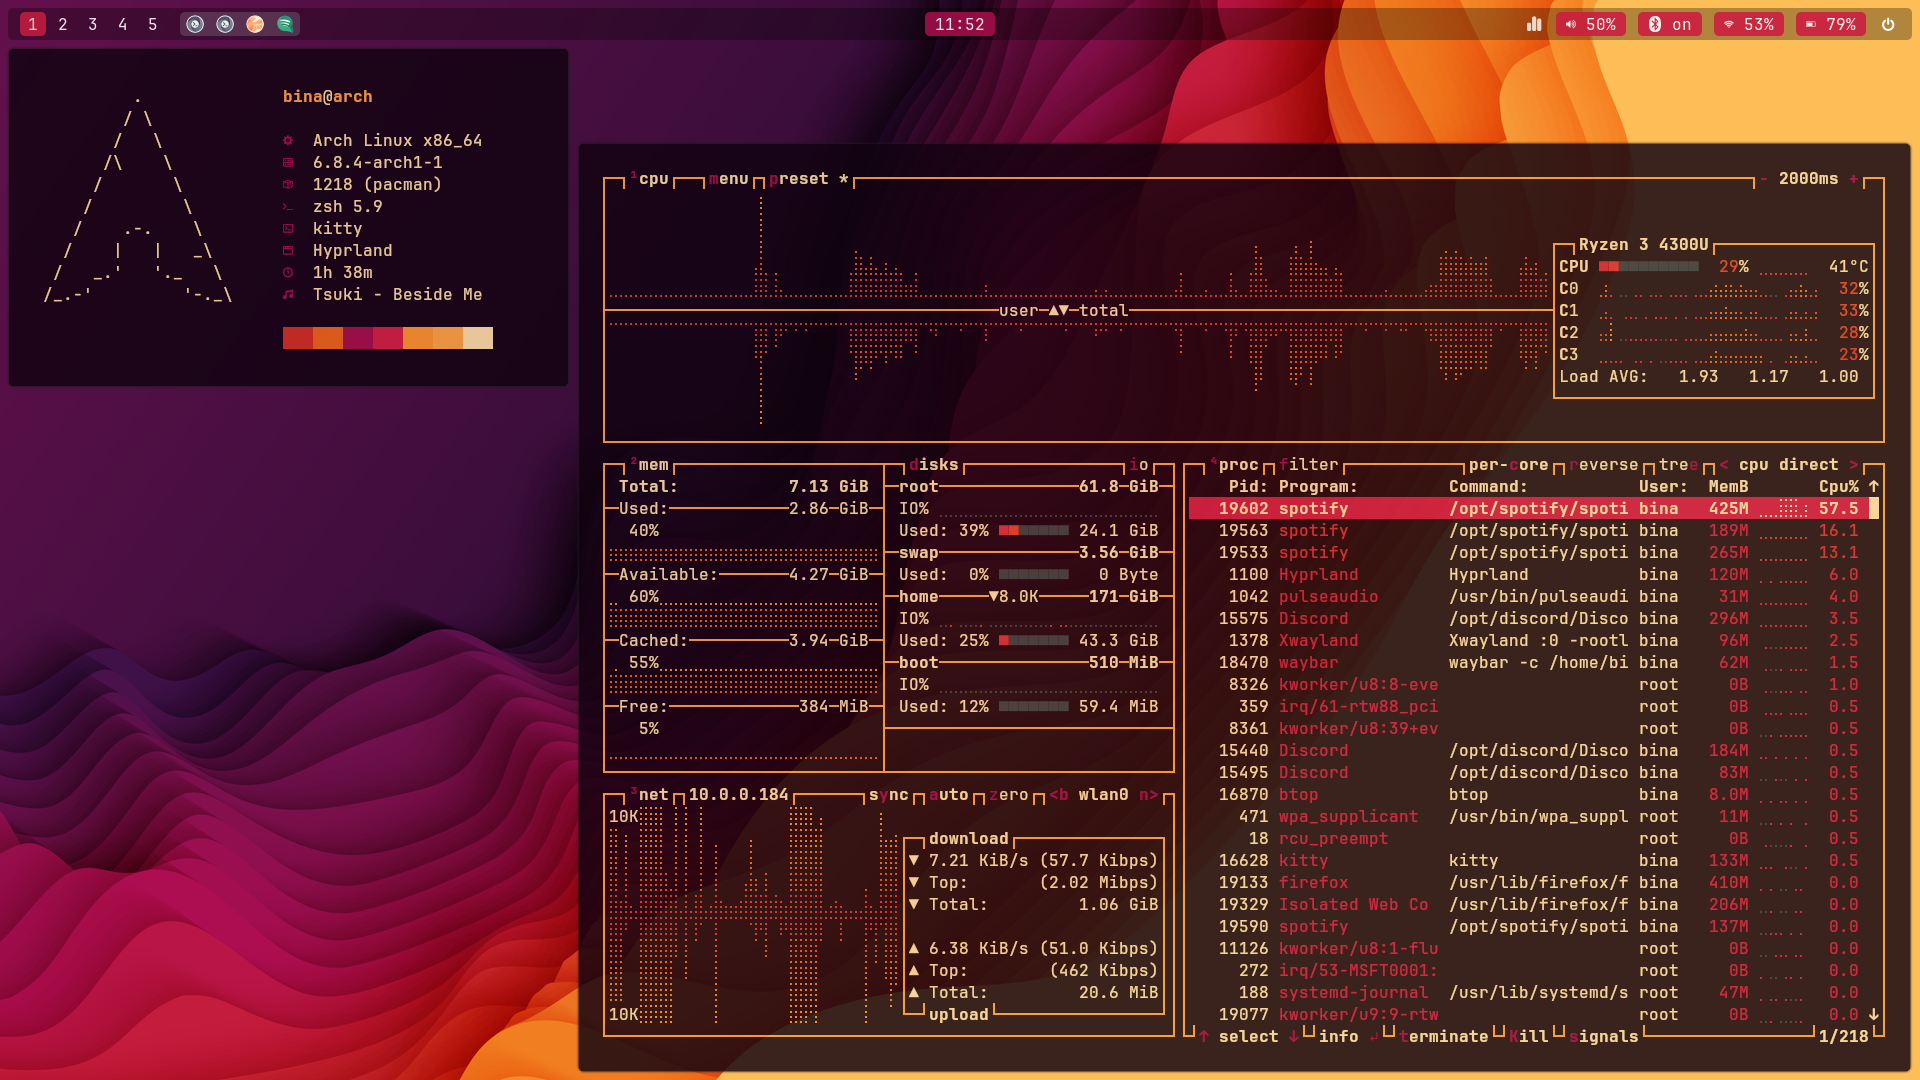 1 2 3 4 5
11:52
50% on 53% 79%
bina@arch
Arch Linux x86_64
6.8.4-arch1-1
1218 (pacman)
zsh 5.9
kitty
Hyprland
1h 38m
Tsuki - Beside Me
1cpu menu preset * - 2000ms +
Ryzen 3 4300U
CPU 29% 41°C
C0 32%
C1 33%
C2 28%
C3 23%
Load AVG: 1.93 1.17 1.00
user ▲▼ total
2mem
Total: 7.13 GiB
Used: 2.86 GiB
40%
Available: 4.27 GiB
60%
Cached: 3.94 GiB
55%
Free: 384 MiB
5%
disks io
root 61.8 GiB
IO%
Used: 39% 24.1 GiB
swap 3.56 GiB
Used: 0% 0 Byte
home ▼8.0K 171 GiB
IO%
Used: 25% 43.3 GiB
boot 510 MiB
IO%
Used: 12% 59.4 MiB
3net 10.0.0.184 sync auto zero <b wlan0 n>
10K
10K
download
▼ 7.21 KiB/s (57.7 Kibps)
▼ Top: (2.02 Mibps)
▼ Total: 1.06 GiB
▲ 6.38 KiB/s (51.0 Kibps)
▲ Top: (462 Kibps)
▲ Total: 20.6 MiB
upload
4proc filter per-core reverse tree < cpu direct >
Pid: Program: Command: User: MemB Cpu% ↑
19602 spotify /opt/spotify/spoti bina 425M 57.5
19563 spotify /opt/spotify/spoti bina 189M 16.1
19533 spotify /opt/spotify/spoti bina 265M 13.1
1100 Hyprland Hyprland bina 120M 6.0
1042 pulseaudio /usr/bin/pulseaudi bina 31M 4.0
15575 Discord /opt/discord/Disco bina 296M 3.5
1378 Xwayland Xwayland :0 -rootl bina 96M 2.5
18470 waybar waybar -c /home/bi bina 62M 1.5
8326 kworker/u8:8-eve root 0B 1.0
359 irq/61-rtw88_pci root 0B 0.5
8361 kworker/u8:39+ev root 0B 0.5
15440 Discord /opt/discord/Disco bina 184M 0.5
15495 Discord /opt/discord/Disco bina 83M 0.5
16870 btop btop bina 8.0M 0.5
471 wpa_supplicant /usr/bin/wpa_suppl root 11M 0.5
18 rcu_preempt root 0B 0.5
16628 kitty kitty bina 133M 0.5
19133 firefox /usr/lib/firefox/f bina 410M 0.0
19329 Isolated Web Co /usr/lib/firefox/f bina 206M 0.0
19590 spotify /opt/spotify/spoti bina 137M 0.0
11126 kworker/u8:1-flu root 0B 0.0
272 irq/53-MSFT0001: root 0B 0.0
188 systemd-journal /usr/lib/systemd/s root 47M 0.0
19077 kworker/u9:9-rtw root 0B 0.0 ↓
↑ select ↓ info ↲ terminate Kill signals 1/218